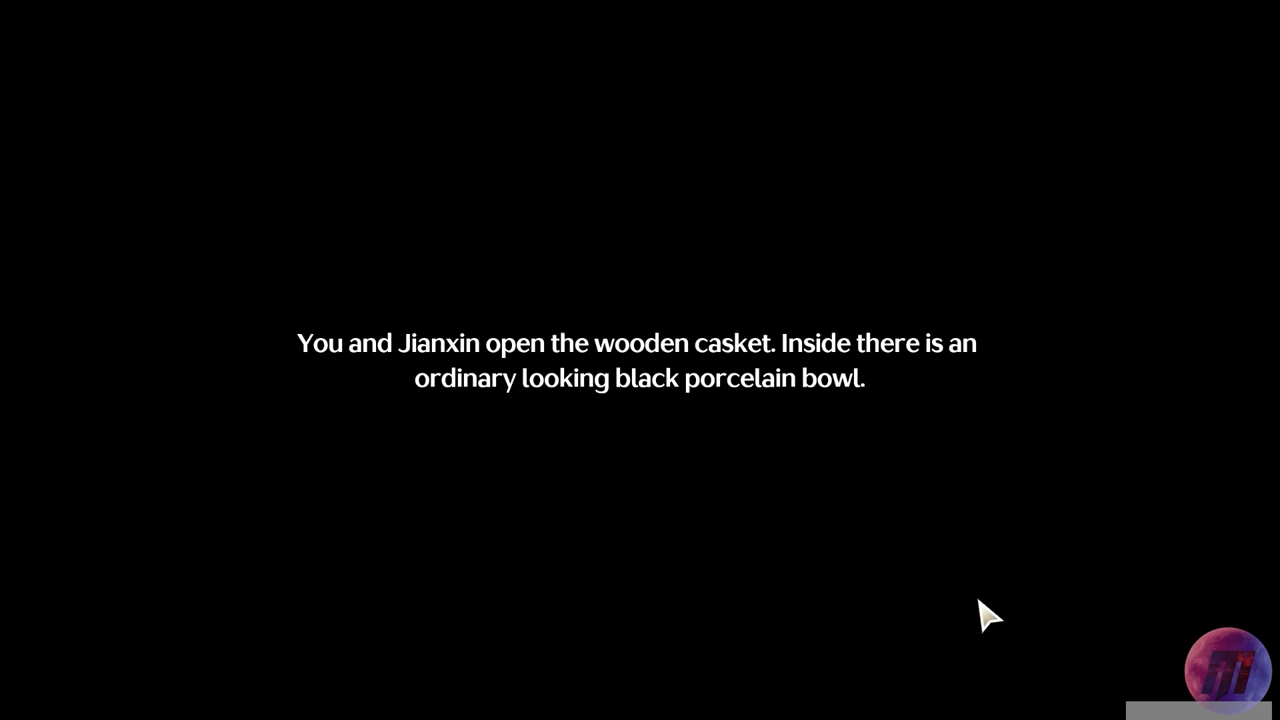 You and Jianxin open the wooden casket. Inside there is an
ordinary looking black porcelain bowl.